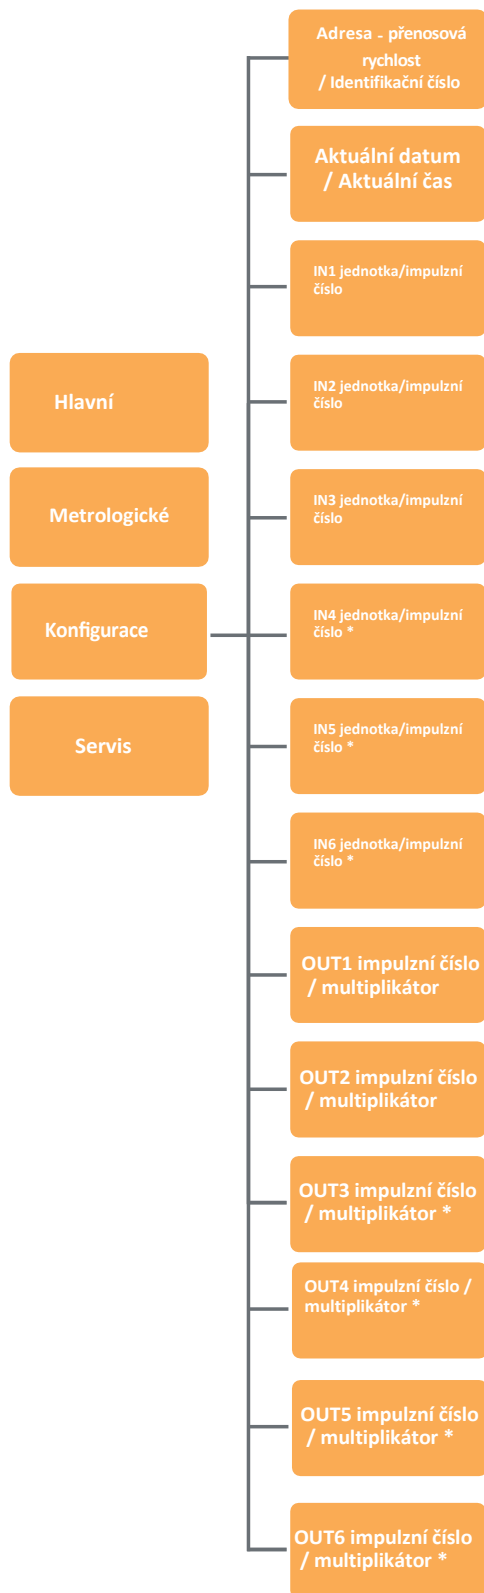 Hlavní
Metrologické
Konfigurace
Servis
Adresa - přenosová
rychlost
/ Identifikační číslo
Aktuální datum
/ Aktuální čas
IN1 jednotka/impulzní
číslo
IN2 jednotka/impulzní
číslo
IN3 jednotka/impulzní
číslo
IN4 jednotka/impulzní
číslo *
IN5 jednotka/impulzní
číslo *
IN6 jednotka/impulzní
číslo *
OUT1 impulzní číslo
/ multiplikátor
OUT2 impulzní číslo
/ multiplikátor
OUT3 impulzní číslo
/ multiplikátor *
OUT4 impulzní číslo /
multiplikátor *
OUT5 impulzní číslo
/ multiplikátor *
OUT6 impulzní číslo
/ multiplikátor *